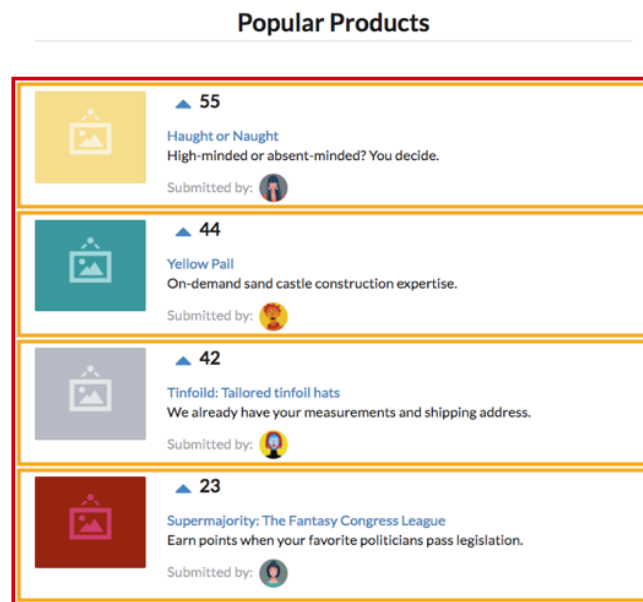 Popular Products
55
Haught or Naught
High-minded or absent-minded? You decide.
Submitted by:
44
Yellow Pail
On-demand sand castle construction expertise.
Submitted by:
42
Tinfoild: Tailored tinfoil hats
We already have your measurements and shipping address.
Submitted by:
23
Supermajority: The Fantasy Congress League
Earn points when your favorite politicians pass legislation.
Submitted by: